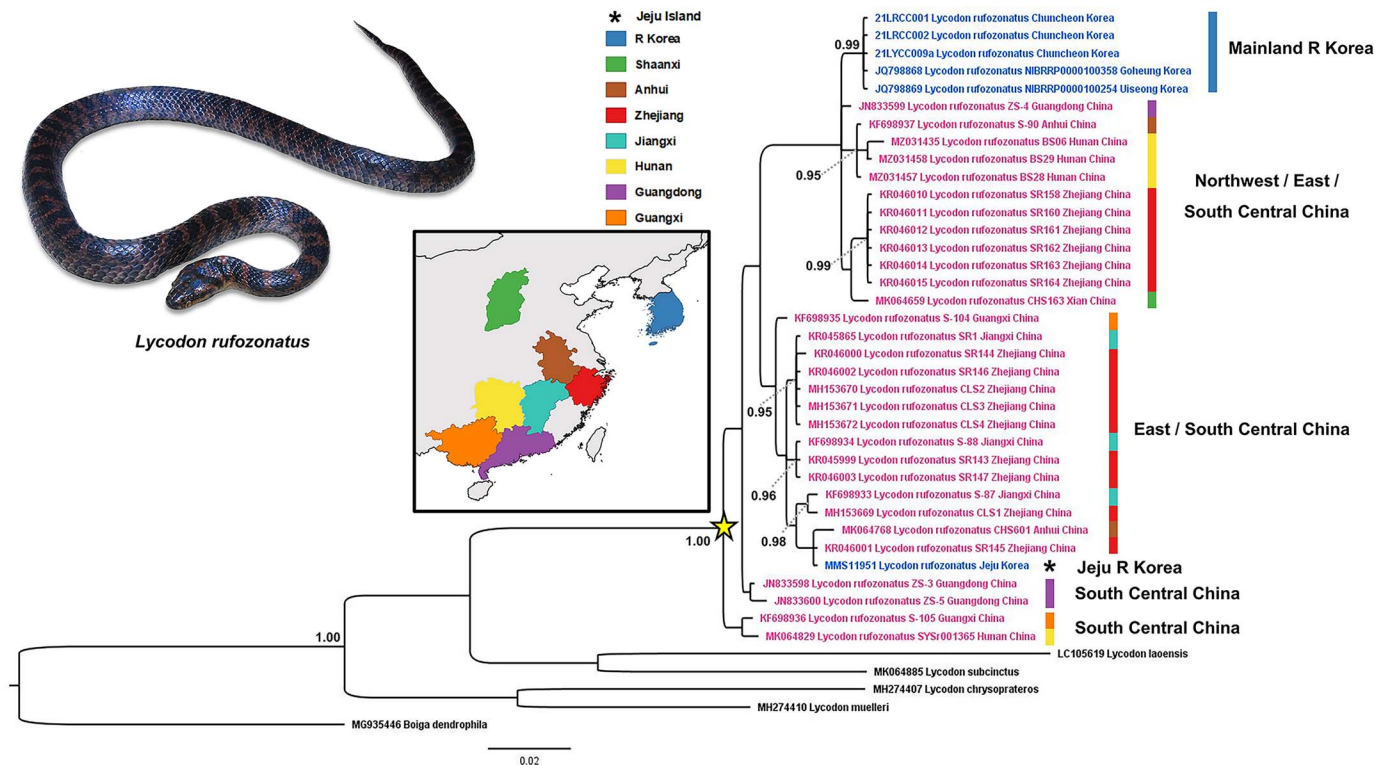 Lycodon rufozonatus
* Jeju Island
R Korea
Shaanxi
Anhui
Zhejiang
Jiangxi
Hunan
Guangdong
Guangxi
21LRCC001 Lycodon rufozonatus Chuncheon Korea
21LRCC002 Lycodon rufozonatus Chuncheon Korea
0.99
21LYCC009a Lycodon rufozonatus Chuncheon Korea
Mainland R Korea
JQ798868 Lycodon rufozonatus NIBRRP0000100358 Goheung Korea
JQ798869 Lycodon rufozonatus NIBRRP0000100254 Uiseong Korea
JN833599 Lycodon rufozonatus ZS-4 Guangdong China
KF698937 Lycodon rufozonatus S-90 Anhui China
MZ031435 Lycodon rufozonatus BS06 Hunan China
MZ031458 Lycodon rufozonatus BS29 Hunan China
0.95
MZ031457 Lycodon rufozonatus BS28 Hunan China
Northwest / East /
South Central China
KR046010 Lycodon rufozonatus SR158 Zhejiang China
KR046011 Lycodon rufozonatus SR160 Zhejiang China
KR046012 Lycodon rufozonatus SR161 Zhejiang China
KR046013 Lycodon rufozonatus SR162 Zhejiang China
0.99
KR046014 Lycodon rufozonatus SR163 Zhejiang China
KR046015 Lycodon rufozonatus SR164 Zhejiang China
MK064659 Lycodon rufozonatus CHS163 Xian China
KF698935 Lycodon rufozonatus S-104 Guangxi China
KR045865 Lycodon rufozonatus SR1 Jiangxi China
KR046000 Lycodon rufozonatus SR144 Zhejiang China
KR046002 Lycodon rufozonatus SR146 Zhejiang China
MH153670 Lycodon rufozonatus CLS2 Zhejiang China
MH153671 Lycodon rufozonatus CLS3 Zhejiang China
0.95
MH153672 Lycodon rufozonatus CLS4 Zhejiang China
East / South Central China
KF698934 Lycodon rufozonatus S-88 Jiangxi China
KR045999 Lycodon rufozonatus SR143 Zhejiang China
KR046003 Lycodon rufozonatus SR147 Zhejiang China
0.96
KF698933 Lycodon rufozonatus S-87 Jiangxi China
MH153669 Lycodon rufozonatus CLS1 Zhejiang China
MK064768 Lycodon rufozonatus CHS601 Anhui China
0.98
1.00
KR046001 Lycodon rufozonatus SR145 Zhejiang China
MMS11951 Lycodon rufozonatus Jeju Korea
* Jeju R Korea
JN833598 Lycodon rufozonatus ZS-3 Guangdong China
JN833600 Lycodon rufozonatus ZS-5 Guangdong China
South Central China
KF698936 Lycodon rufozonatus S-105 Guangxi China
MK064829 Lycodon rufozonatus SYSr001365 Hunan China
South Central China
1.00
LC105619 Lycodon laoensis
MK064885 Lycodon subcinctus
MH274407 Lycodon chrysoprateros
MH274410 Lycodon muelleri
MG935446 Boiga dendrophila
0.02